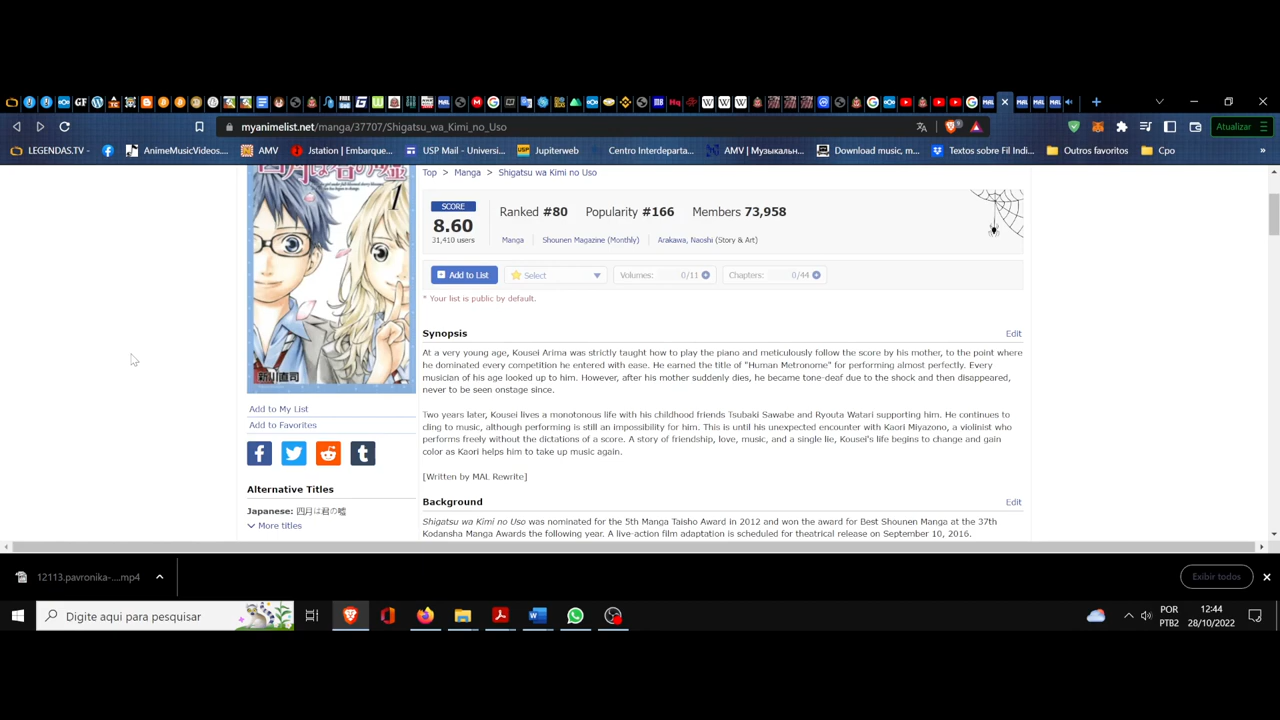 myanimelist.net/manga/37707/Shigatsu_wa_Kimi_no_Uso
Atualizar
LEGENDAS.TV -
AnimeMusicVideos...
AMV
Jstation | Embarque...
USP Mail - Universi...
Jupiterweb
Centro Interdeparta...
AMV | Музыкальн...
Download music, m...
Textos sobre Fil Indi...
Outros favoritos
Cpo
»
四月は君の嘘
1
新川直司
Top > Manga > Shigatsu wa Kimi no Uso
SCORE
8.60
31,410 users
Ranked #80 Popularity #166 Members 73,958
Manga Shounen Magazine (Monthly) Arakawa, Naoshi (Story & Art)
Add to List
Select
Volumes: 0/11
Chapters: 0/44
* Your list is public by default.
Synopsis
Edit
At a very young age, Kousei Arima was strictly taught how to play the piano and meticulously follow the score by his mother, to the point where
he dominated every competition he entered with ease. He earned the title of "Human Metronome" for performing almost perfectly. Every
musician of his age looked up to him. However, after his mother suddenly dies, he became tone-deaf due to the shock and then disappeared,
never to be seen onstage since.
Two years later, Kousei lives a monotonous life with his childhood friends Tsubaki Sawabe and Ryouta Watari supporting him. He continues to
cling to music, although performing is still an impossibility for him. This is until his unexpected encounter with Kaori Miyazono, a violinist who
performs freely without the dictations of a score. A story of friendship, love, music, and a single lie, Kousei's life begins to change and gain
color as Kaori helps him to take up music again.
[Written by MAL Rewrite]
Background
Edit
Shigatsu wa Kimi no Uso was nominated for the 5th Manga Taisho Award in 2012 and won the award for Best Shounen Manga at the 37th
Kodansha Manga Awards the following year. A live-action film adaptation is scheduled for theatrical release on September 10, 2016.
Add to My List
Add to Favorites
Alternative Titles
Japanese: 四月は君の嘘
More titles
12113.pavronika-....mp4
Exibir todos
Digite aqui para pesquisar
POR
PTB2
12:44
28/10/2022